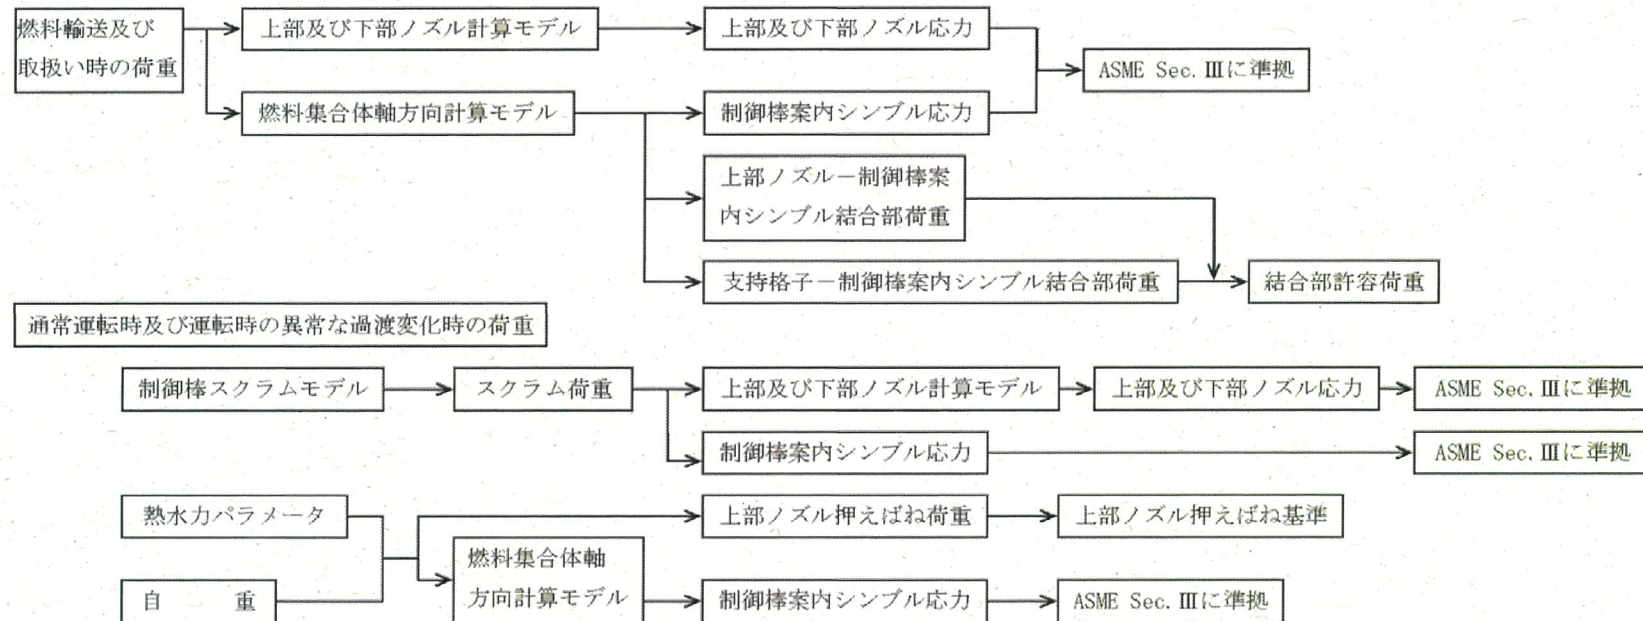 燃料輸送及び
取扱い時の荷重
上部及び下部ノズル計算モデル
上部及び下部ノズル応力
ASME Sec.Ⅲに準拠
燃料集合体軸方向計算モデル
制御棒案内シンブル応力
上部ノズル－制御棒案
内シンブル結合部荷重
支持格子－制御棒案内シンブル結合部荷重
結合部許容荷重
通常運転時及び運転時の異常な過渡変化時の荷重
制御棒スクラムモデル
スクラム荷重
上部及び下部ノズル計算モデル
上部及び下部ノズル応力
ASME Sec.Ⅲに準拠
制御棒案内シンブル応力
ASME Sec.Ⅲに準拠
熱水力パラメータ
上部ノズル押えばね荷重
上部ノズル押えばね基準
燃料集合体軸
方向計算モデル
自　　　重
制御棒案内シンブル応力
ASME Sec.Ⅲに準拠